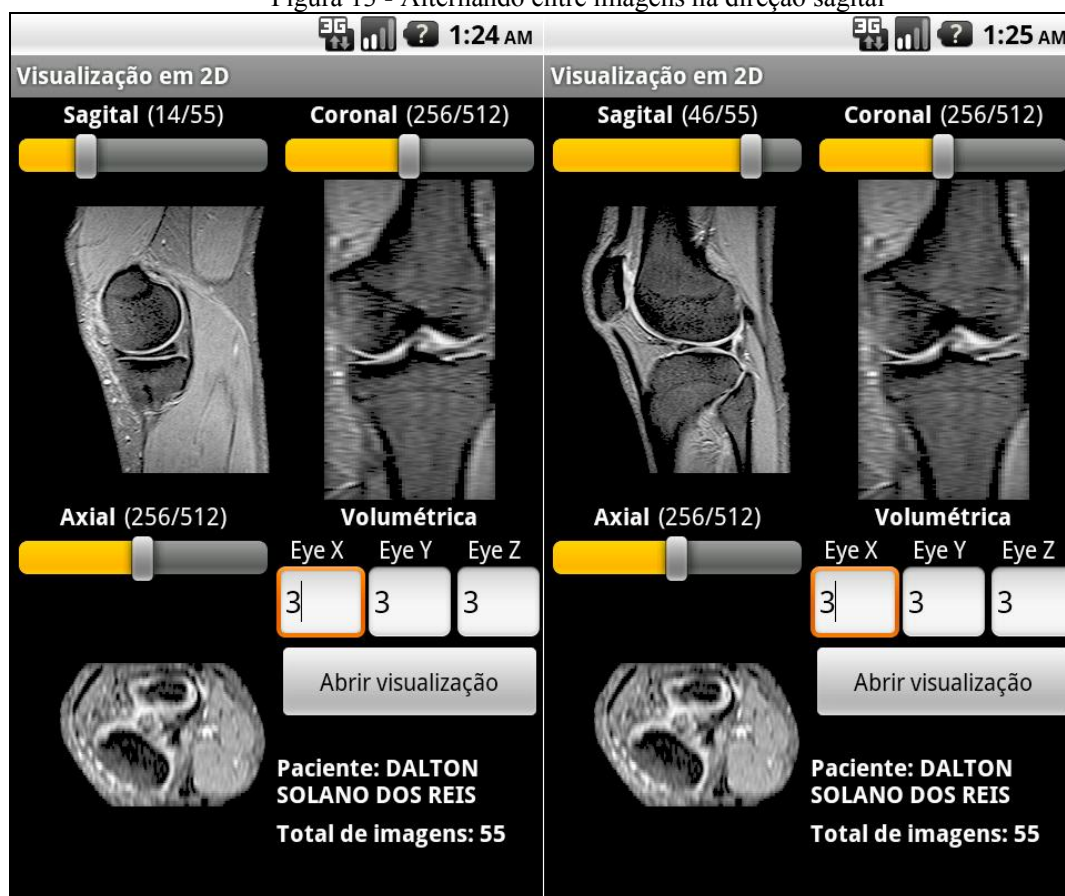 Figura 13 - Alternando entre imagens na direção sagital
3G ? 1:24 AM
Visualização em 2D
Sagital (14/55)
Coronal (256/512)
Axial (256/512)
Volumétrica
Eye X Eye Y Eye Z
3 3 3
Abrir visualização
Paciente: DALTON
SOLANO DOS REIS
Total de imagens: 55
3G ? 1:25 AM
Visualização em 2D
Sagital (46/55)
Coronal (256/512)
Axial (256/512)
Volumétrica
Eye X Eye Y Eye Z
3 3 3
Abrir visualização
Paciente: DALTON
SOLANO DOS REIS
Total de imagens: 55